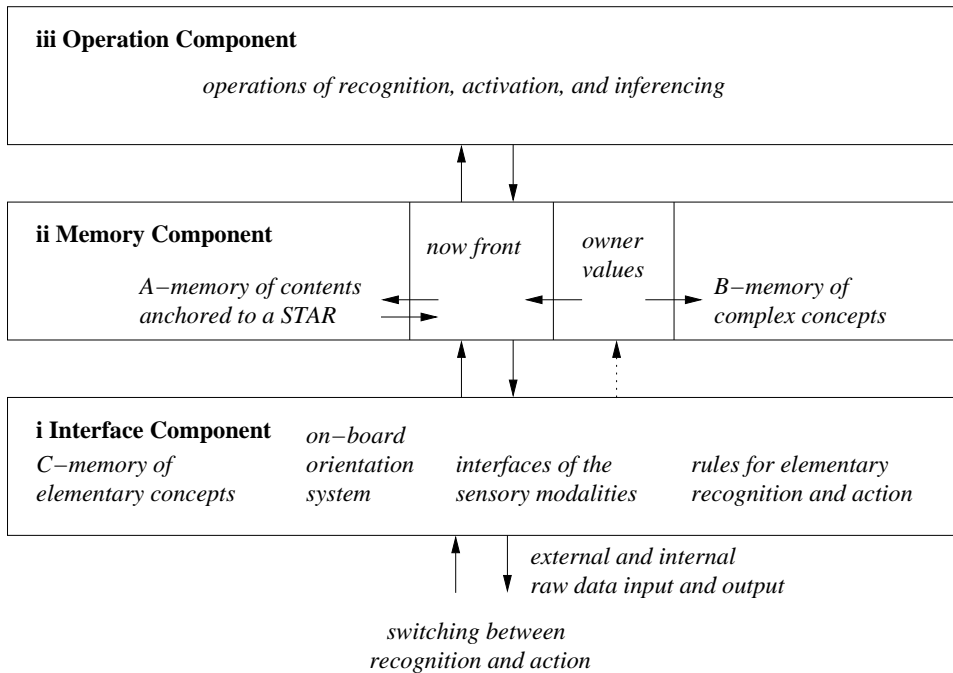 iii Operation Component
operations of recognition, activation, and inferencing
ii Memory Component
A−memory of contents
anchored to a STAR
now front
owner
values
B−memory of
complex concepts
i Interface Component
C−memory of
elementary concepts
on−board
orientation
system
interfaces of the
sensory modalities
rules for elementary
recognition and action
external and internal
raw data input and output
switching between
recognition and action